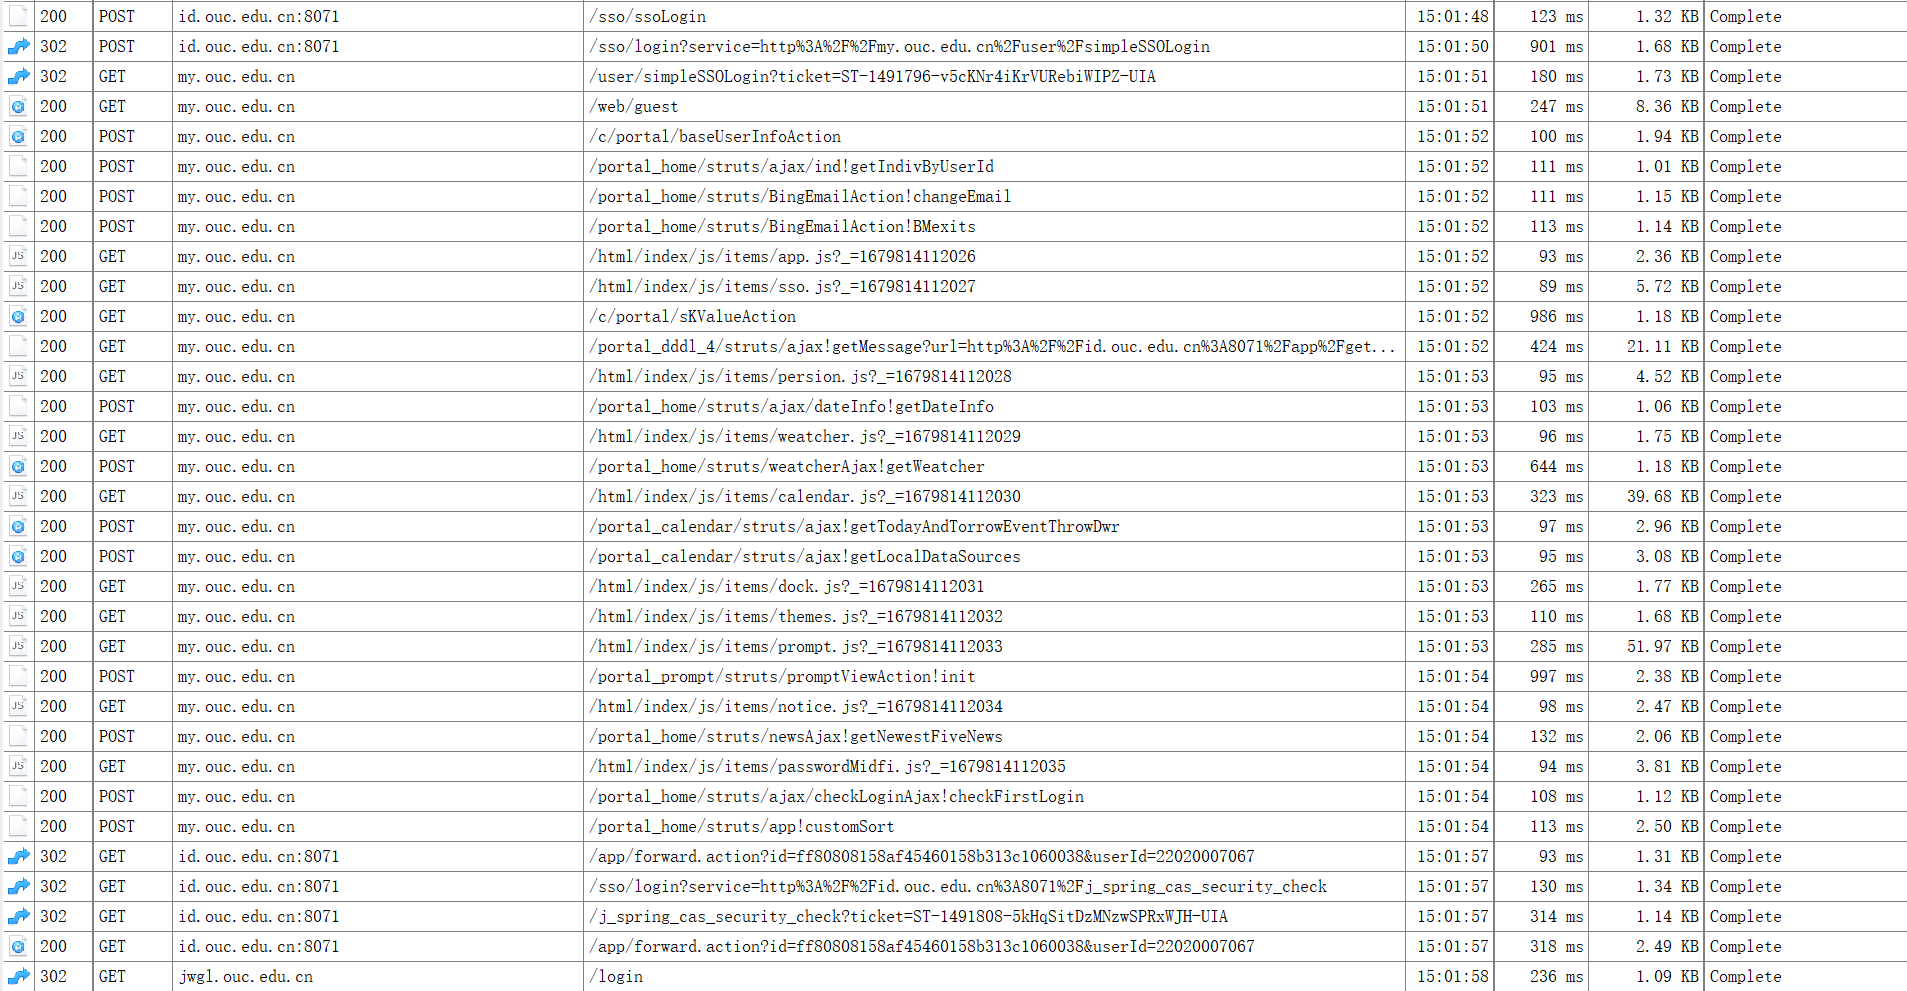 200 POST id.ouc.edu.cn:8071 /sso/ssoLogin 15:01:48 123 ms 1.32 KB Complete
302 POST id.ouc.edu.cn:8071 /sso/login?service=http%3A%2F%2Fmy.ouc.edu.cn%2Fuser%2FsimpleSSOLogin 15:01:50 901 ms 1.68 KB Complete
302 GET my.ouc.edu.cn /user/simpleSSOLogin?ticket=ST-1491796-v5cKNr4iKrVURebiWIPZ-UIA 15:01:51 180 ms 1.73 KB Complete
200 GET my.ouc.edu.cn /web/guest 15:01:51 247 ms 8.36 KB Complete
200 POST my.ouc.edu.cn /c/portal/baseUserInfoAction 15:01:52 100 ms 1.94 KB Complete
200 POST my.ouc.edu.cn /portal_home/struts/ajax/ind!getIndivByUserId 15:01:52 111 ms 1.01 KB Complete
200 POST my.ouc.edu.cn /portal_home/struts/BingEmailAction!changeEmail 15:01:52 111 ms 1.15 KB Complete
200 POST my.ouc.edu.cn /portal_home/struts/BingEmailAction!BMexits 15:01:52 113 ms 1.14 KB Complete
JS 200 GET my.ouc.edu.cn /html/index/js/items/app.js?_=1679814112026 15:01:52 93 ms 2.36 KB Complete
JS 200 GET my.ouc.edu.cn /html/index/js/items/sso.js?_=1679814112027 15:01:52 89 ms 5.72 KB Complete
200 GET my.ouc.edu.cn /c/portal/sKValueAction 15:01:52 986 ms 1.18 KB Complete
200 GET my.ouc.edu.cn /portal_dddl_4/struts/ajax!getMessage?url=http%3A%2F%2Fid.ouc.edu.cn%3A8071%2Fapp%2Fget... 15:01:52 424 ms 21.11 KB Complete
JS 200 GET my.ouc.edu.cn /html/index/js/items/persion.js?_=1679814112028 15:01:53 95 ms 4.52 KB Complete
200 POST my.ouc.edu.cn /portal_home/struts/ajax/dateInfo!getDateInfo 15:01:53 103 ms 1.06 KB Complete
JS 200 GET my.ouc.edu.cn /html/index/js/items/weatcher.js?_=1679814112029 15:01:53 96 ms 1.75 KB Complete
200 POST my.ouc.edu.cn /portal_home/struts/weatcherAjax!getWeatcher 15:01:53 644 ms 1.18 KB Complete
JS 200 GET my.ouc.edu.cn /html/index/js/items/calendar.js?_=1679814112030 15:01:53 323 ms 39.68 KB Complete
200 POST my.ouc.edu.cn /portal_calendar/struts/ajax!getTodayAndTorrowEventThrowDwr 15:01:53 97 ms 2.96 KB Complete
200 POST my.ouc.edu.cn /portal_calendar/struts/ajax!getLocalDataSources 15:01:53 95 ms 3.08 KB Complete
JS 200 GET my.ouc.edu.cn /html/index/js/items/dock.js?_=1679814112031 15:01:53 265 ms 1.77 KB Complete
JS 200 GET my.ouc.edu.cn /html/index/js/items/themes.js?_=1679814112032 15:01:53 110 ms 1.68 KB Complete
JS 200 GET my.ouc.edu.cn /html/index/js/items/prompt.js?_=1679814112033 15:01:53 285 ms 51.97 KB Complete
200 POST my.ouc.edu.cn /portal_prompt/struts/promptViewAction!init 15:01:54 997 ms 2.38 KB Complete
JS 200 GET my.ouc.edu.cn /html/index/js/items/notice.js?_=1679814112034 15:01:54 98 ms 2.47 KB Complete
200 POST my.ouc.edu.cn /portal_home/struts/newsAjax!getNewestFiveNews 15:01:54 132 ms 2.06 KB Complete
JS 200 GET my.ouc.edu.cn /html/index/js/items/passwordMidfi.js?_=1679814112035 15:01:54 94 ms 3.81 KB Complete
200 POST my.ouc.edu.cn /portal_home/struts/ajax/checkLoginAjax!checkFirstLogin 15:01:54 108 ms 1.12 KB Complete
200 POST my.ouc.edu.cn /portal_home/struts/app!customSort 15:01:54 113 ms 2.50 KB Complete
302 GET id.ouc.edu.cn:8071 /app/forward.action?id=ff80808158af45460158b313c1060038&userId=22020007067 15:01:57 93 ms 1.31 KB Complete
302 GET id.ouc.edu.cn:8071 /sso/login?service=http%3A%2F%2Fid.ouc.edu.cn%3A8071%2Fj_spring_cas_security_check 15:01:57 130 ms 1.34 KB Complete
302 GET id.ouc.edu.cn:8071 /j_spring_cas_security_check?ticket=ST-1491808-5kHqSitDzMNzwSPRxWJH-UIA 15:01:57 314 ms 1.14 KB Complete
200 GET id.ouc.edu.cn:8071 /app/forward.action?id=ff80808158af45460158b313c1060038&userId=22020007067 15:01:57 318 ms 2.49 KB Complete
302 GET jwgl.ouc.edu.cn /login 15:01:58 236 ms 1.09 KB Complete